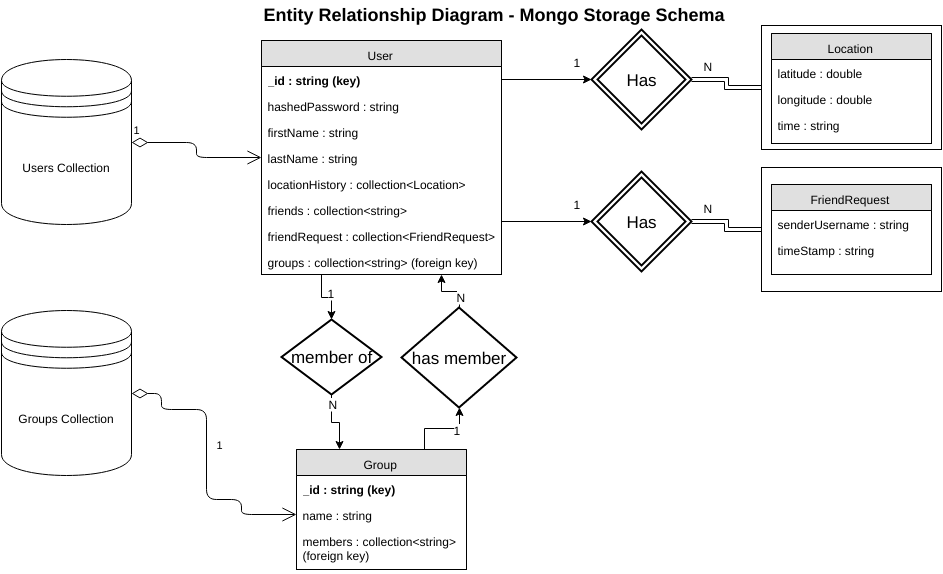 Entity Relationship Diagram - Mongo Storage Schema
Users Collection
1
User
_id : string (key)
hashedPassword : string
firstName : string
lastName : string
locationHistory : collection<Location>
friends : collection<string>
friendRequest : collection<FriendRequest>
groups : collection<string> (foreign key)
1
Has
N
Location
latitude : double
longitude : double
time : string
1
Has
N
FriendRequest
senderUsername : string
timeStamp : string
1
member of
N
N
has member
1
Groups Collection
1
Group
_id : string (key)
name : string
members : collection<string>
(foreign key)